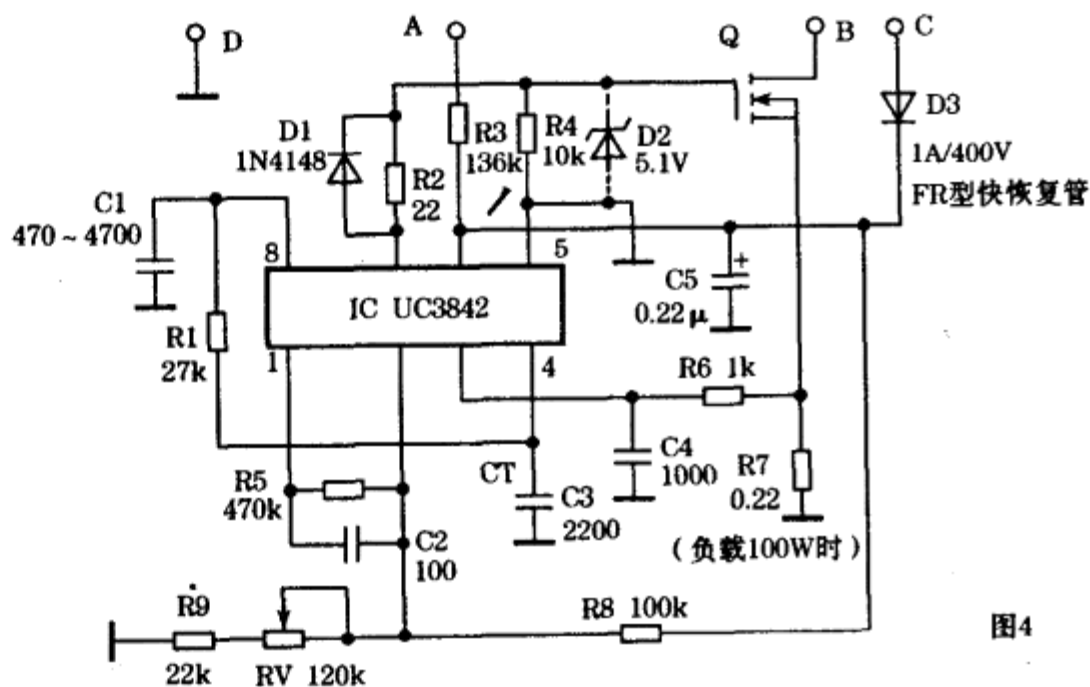 D
A
Q
B
C
D1
1N4148
R2
22
R3
136k
R4
10k
D2
5.1V
D3
1A/400V
FR型快恢复管
C1
470~4700
8
5
IC UC3842
C5
+
0.22μ
R1
27k
1
4
R6 1k
R5
470k
CT
C3
2200
C4
1000
R7
0.22
(负载100W时)
C2
100
R9
22k
RV 120k
R8 100k
图4